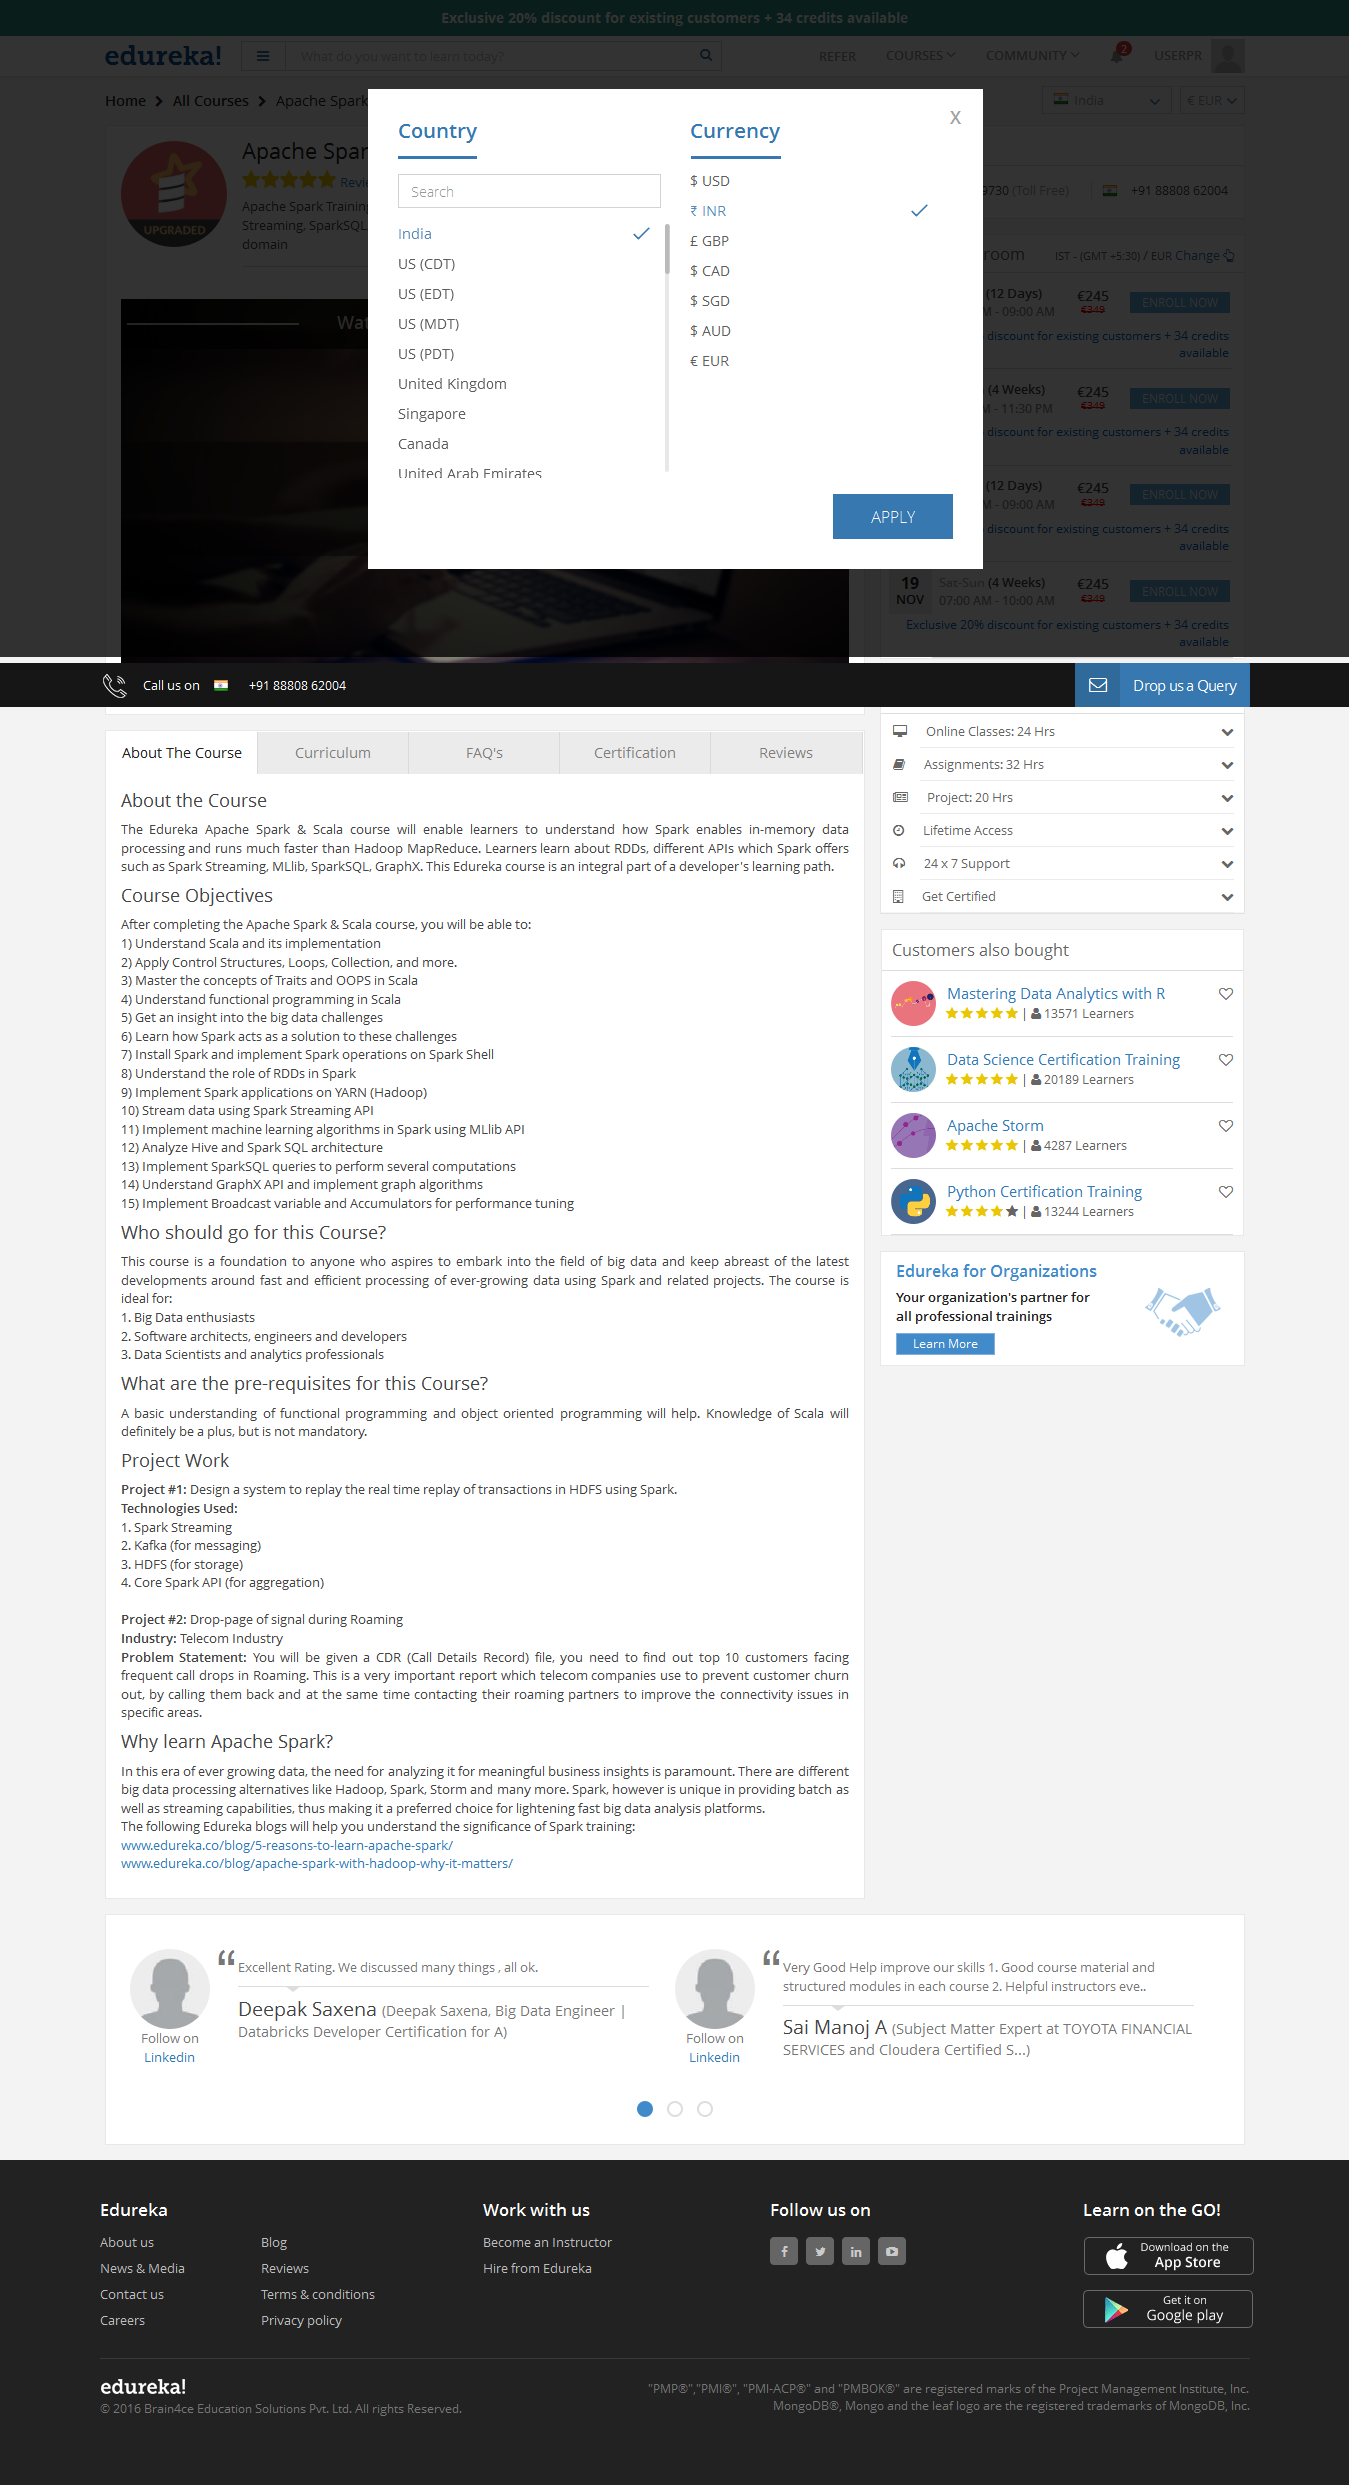 Exclusive 20% discount for existing customers + 34 credits available
edureka!
What do you want to learn today?
REFER
COURSES
COMMUNITY
2
USERPR
Home > All Courses > Apache Spark
India
€ EUR
Apache Spar
Revie
Apache Spark Training
Streaming, SparkSQL
domain
UPGRADED
Wat
Country
Search
India
US (CDT)
US (EDT)
US (MDT)
US (PDT)
United Kingdom
Singapore
Canada
United Arab Emirates
Currency
X
$ USD
₹ INR
£ GBP
$ CAD
$ SGD
$ AUD
€ EUR
APPLY
9730 (Toll Free)
+91 88808 62004
room
IST - (GMT +5:30) / EUR Change
(12 Days)
€245
M - 09:00 AM
€349
ENROLL NOW
discount for existing customers + 34 credits
available
(4 Weeks)
€245
M - 11:30 PM
€349
ENROLL NOW
discount for existing customers + 34 credits
available
(12 Days)
€245
M - 09:00 AM
€349
ENROLL NOW
discount for existing customers + 34 credits
available
19
NOV
Sat-Sun (4 Weeks)
07:00 AM - 10:00 AM
€245
€349
ENROLL NOW
Exclusive 20% discount for existing customers + 34 credits
available
Call us on
+91 88808 62004
Drop us a Query
About The Course
Curriculum
FAQ's
Certification
Reviews
About the Course
The Edureka Apache Spark & Scala course will enable learners to understand how Spark enables in-memory data
processing and runs much faster than Hadoop MapReduce. Learners learn about RDDs, different APIs which Spark offers
such as Spark Streaming, MLlib, SparkSQL, GraphX. This Edureka course is an integral part of a developer's learning path.
Course Objectives
After completing the Apache Spark & Scala course, you will be able to:
1) Understand Scala and its implementation
2) Apply Control Structures, Loops, Collection, and more.
3) Master the concepts of Traits and OOPS in Scala
4) Understand functional programming in Scala
5) Get an insight into the big data challenges
6) Learn how Spark acts as a solution to these challenges
7) Install Spark and implement Spark operations on Spark Shell
8) Understand the role of RDDs in Spark
9) Implement Spark applications on YARN (Hadoop)
10) Stream data using Spark Streaming API
11) Implement machine learning algorithms in Spark using MLlib API
12) Analyze Hive and Spark SQL architecture
13) Implement SparkSQL queries to perform several computations
14) Understand GraphX API and implement graph algorithms
15) Implement Broadcast variable and Accumulators for performance tuning
Who should go for this Course?
This course is a foundation to anyone who aspires to embark into the field of big data and keep abreast of the latest
developments around fast and efficient processing of ever-growing data using Spark and related projects. The course is
ideal for:
1. Big Data enthusiasts
2. Software architects, engineers and developers
3. Data Scientists and analytics professionals
What are the pre-requisites for this Course?
A basic understanding of functional programming and object oriented programming will help. Knowledge of Scala will
definitely be a plus, but is not mandatory.
Project Work
Project #1: Design a system to replay the real time replay of transactions in HDFS using Spark.
Technologies Used:
1. Spark Streaming
2. Kafka (for messaging)
3. HDFS (for storage)
4. Core Spark API (for aggregation)
Project #2: Drop-page of signal during Roaming
Industry: Telecom Industry
Problem Statement: You will be given a CDR (Call Details Record) file, you need to find out top 10 customers facing
frequent call drops in Roaming. This is a very important report which telecom companies use to prevent customer churn
out, by calling them back and at the same time contacting their roaming partners to improve the connectivity issues in
specific areas.
Why learn Apache Spark?
In this era of ever growing data, the need for analyzing it for meaningful business insights is paramount. There are different
big data processing alternatives like Hadoop, Spark, Storm and many more. Spark, however is unique in providing batch as
well as streaming capabilities, thus making it a preferred choice for lightening fast big data analysis platforms.
The following Edureka blogs will help you understand the significance of Spark training:
www.edureka.co/blog/5-reasons-to-learn-apache-spark/
www.edureka.co/blog/apache-spark-with-hadoop-why-it-matters/
Online Classes: 24 Hrs
Assignments: 32 Hrs
Project: 20 Hrs
Lifetime Access
24 x 7 Support
Get Certified
Customers also bought
Mastering Data Analytics with R
| 13571 Learners
Data Science Certification Training
| 20189 Learners
Apache Storm
| 4287 Learners
Python Certification Training
| 13244 Learners
Edureka for Organizations
Your organization's partner for
all professional trainings
Learn More
“ Excellent Rating. We discussed many things , all ok.
Deepak Saxena (Deepak Saxena, Big Data Engineer |
Databricks Developer Certification for A)
Follow on
Linkedin
“ Very Good Help improve our skills 1. Good course material and
structured modules in each course 2. Helpful instructors eve..
Sai Manoj A (Subject Matter Expert at TOYOTA FINANCIAL
SERVICES and Cloudera Certified S...)
Follow on
Linkedin
Edureka
About us
News & Media
Contact us
Careers
Blog
Reviews
Terms & conditions
Privacy policy
Work with us
Become an Instructor
Hire from Edureka
Follow us on
Learn on the GO!
Download on the
App Store
Get it on
Google play
edureka!
© 2016 Brain4ce Education Solutions Pvt. Ltd. All rights Reserved.
"PMP®","PMI®", "PMI-ACP®" and "PMBOK®" are registered marks of the Project Management Institute, Inc.
MongoDB®, Mongo and the leaf logo are the registered trademarks of MongoDB, Inc.